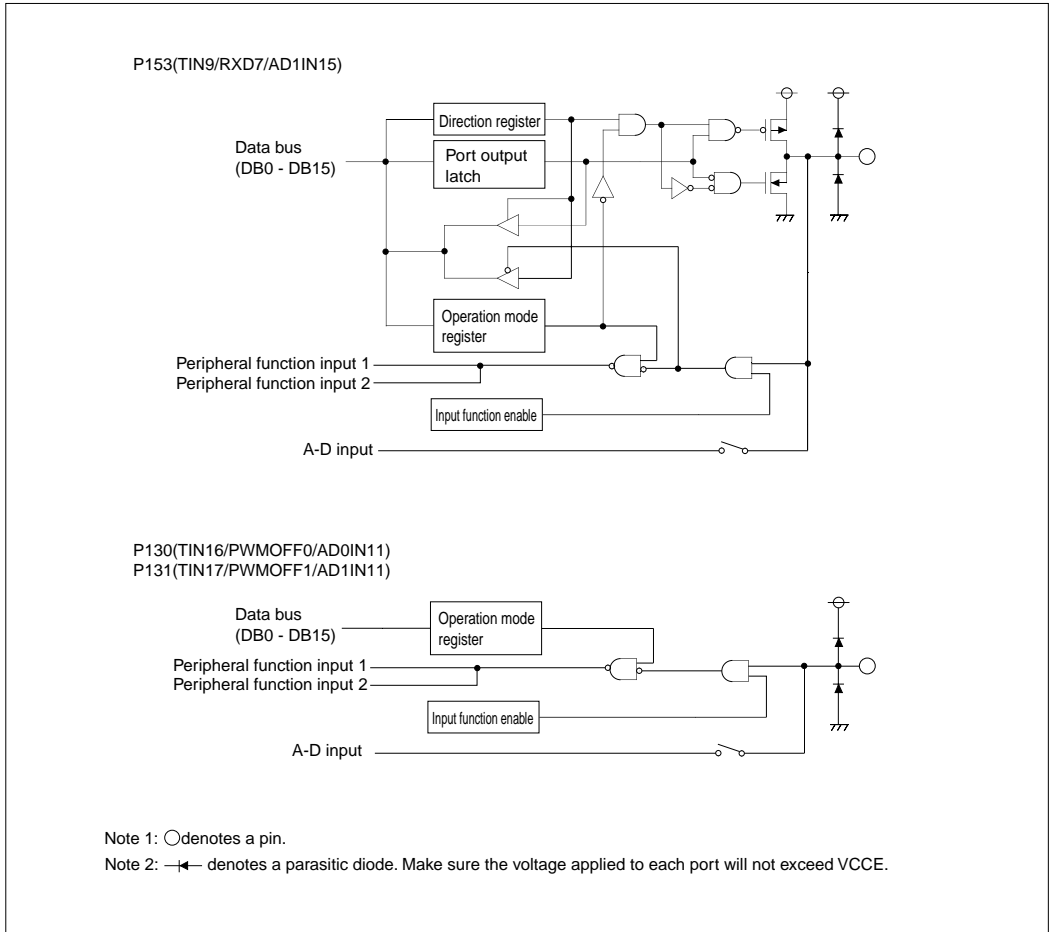 P153(TIN9/RXD7/AD1IN15)
Direction register
Data bus
(DB0 - DB15)
Port output
latch
Operation mode
register
Peripheral function input 1
Peripheral function input 2
Input function enable
A-D input
P130(TIN16/PWMOFF0/AD0IN11)
P131(TIN17/PWMOFF1/AD1IN11)
Data bus
(DB0 - DB15)
Operation mode
register
Peripheral function input 1
Peripheral function input 2
Input function enable
A-D input
Note 1: denotes a pin.
Note 2: denotes a parasitic diode. Make sure the voltage applied to each port will not exceed VCCE.